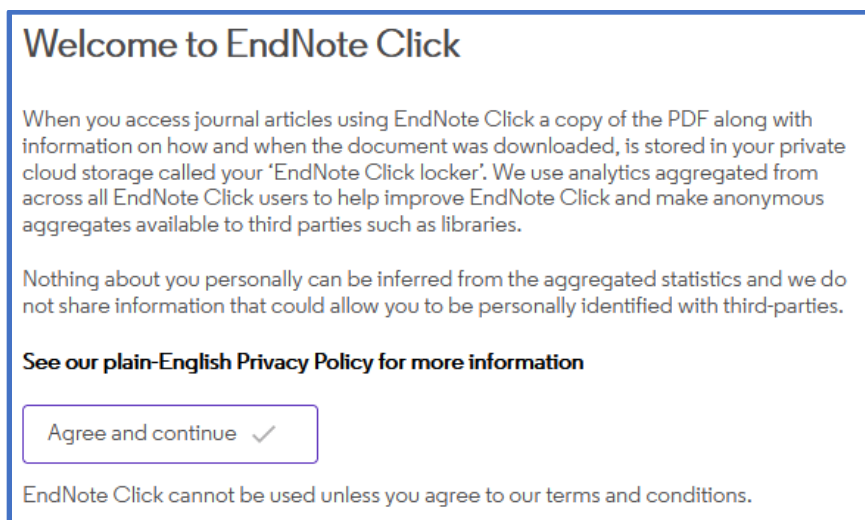 Welcome to EndNote Click
When you access journal articles using EndNote Click a copy of the PDF along with
information on how and when the document was downloaded, is stored in your private
cloud storage called your ‘EndNote Click locker’. We use analytics aggregated from
across all EndNote Click users to help improve EndNote Click and make anonymous
aggregates available to third parties such as libraries.
Nothing about you personally can be inferred from the aggregated statistics and we do
not share information that could allow you to be personally identified with third-parties.
See our plain-English Privacy Policy for more information
Agree and continue
EndNote Click cannot be used unless you agree to our terms and conditions.